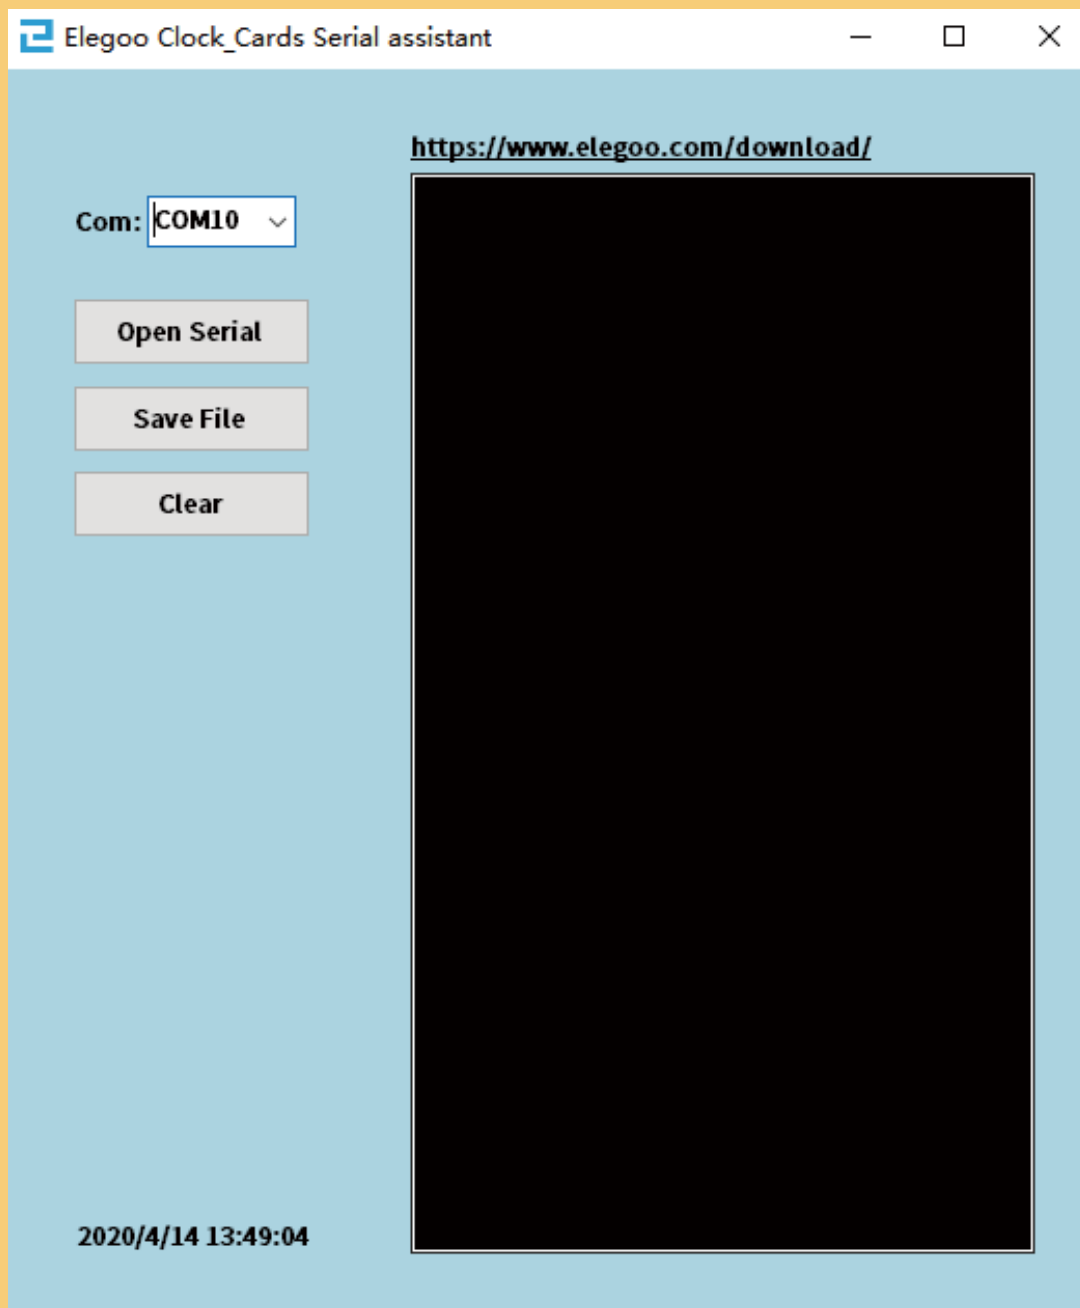 Elegoo Clock_Cards Serial assistant
https://www.elegoo.com/download/
Com: COM10
Open Serial
Save File
Clear
2020/4/14 13:49:04